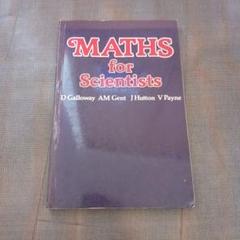 MATHS
for
Scientists
D Galloway AM Gent J Hutton V Payne